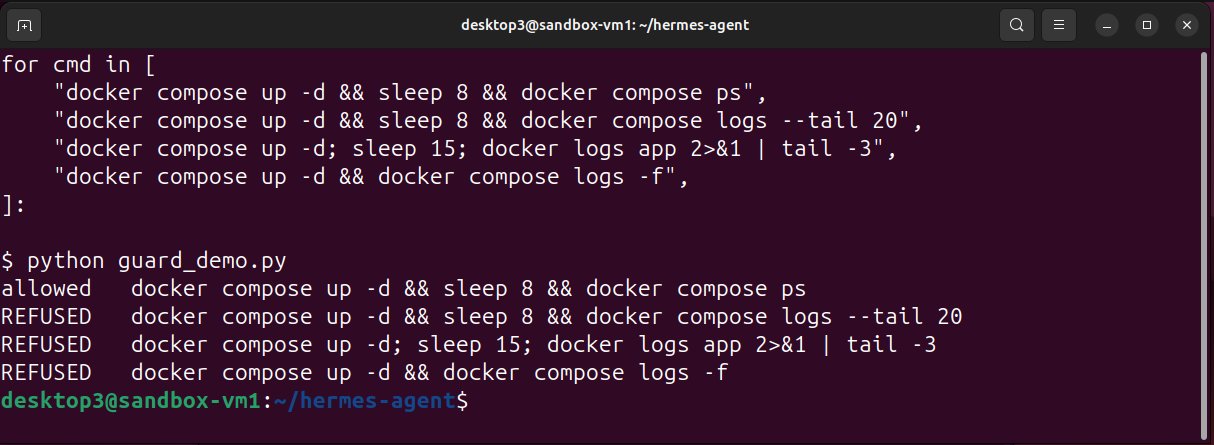 desktop3@sandbox-vm1: ~/hermes-agent
for cmd in [
    "docker compose up -d && sleep 8 && docker compose ps",
    "docker compose up -d && sleep 8 && docker compose logs --tail 20",
    "docker compose up -d; sleep 15; docker logs app 2>&1 | tail -3",
    "docker compose up -d && docker compose logs -f",
]:

$ python guard_demo.py
allowed   docker compose up -d && sleep 8 && docker compose ps
REFUSED   docker compose up -d && sleep 8 && docker compose logs --tail 20
REFUSED   docker compose up -d; sleep 15; docker logs app 2>&1 | tail -3
REFUSED   docker compose up -d && docker compose logs -f
desktop3@sandbox-vm1:~/hermes-agent$